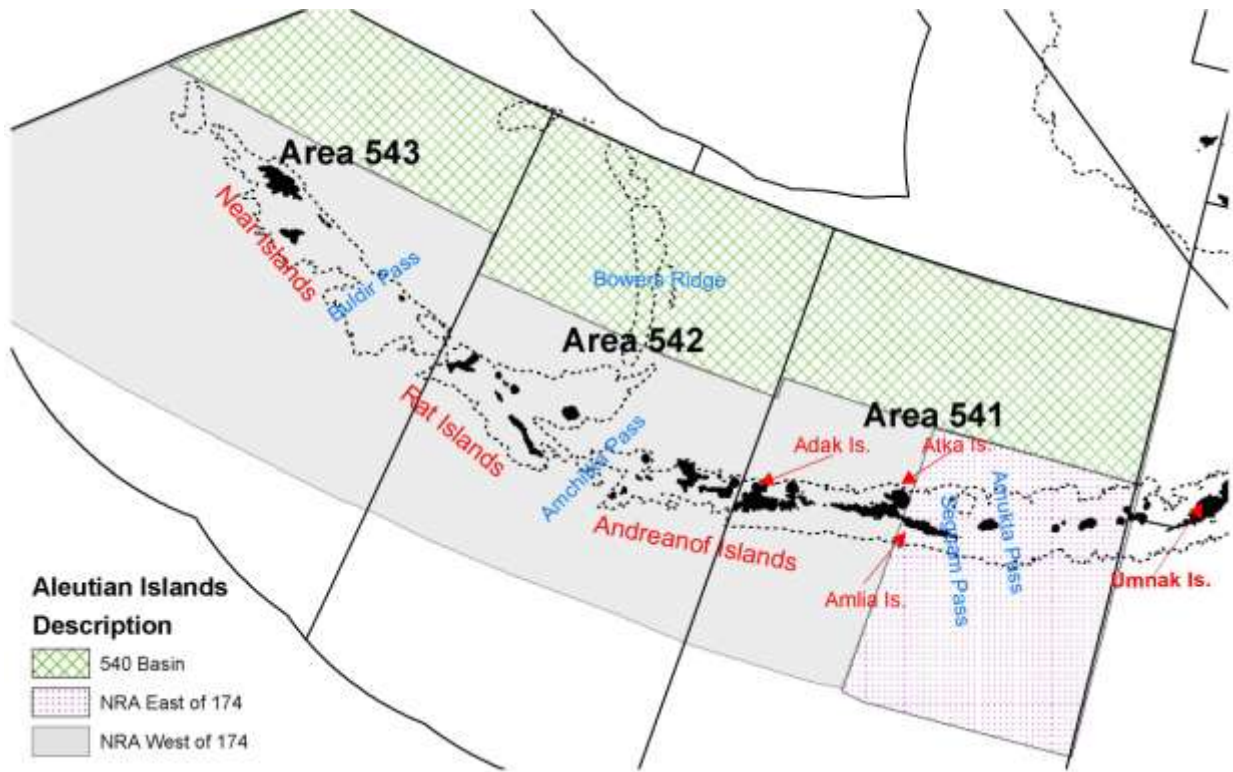 Area 543
Near Islands
Buldir Pass
Bowers Ridge
Area 542
Rat Islands
Amchitka Pass
Area 541
Adak Is.
Atka Is.
Andreanof Islands
Seguam Pass
Amukta Pass
Amlia Is.
Umnak Is.
Aleutian Islands
Description
540 Basin
NRA East of 174
NRA West of 174